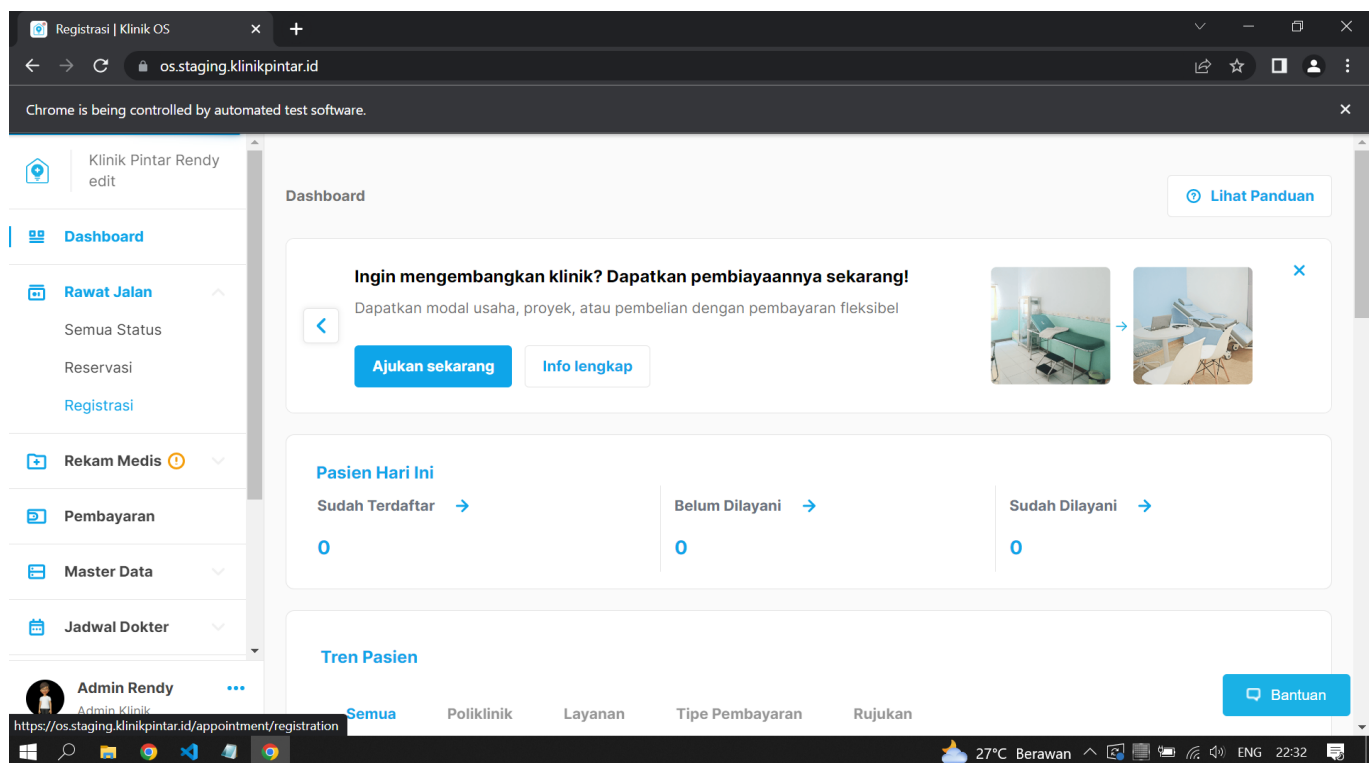 Registrasi | Klinik OS
os.staging.klinikpintar.id
Chrome is being controlled by automated test software.
Klinik Pintar Rendy
edit
Dashboard
Rawat Jalan
Semua Status
Reservasi
Registrasi
Rekam Medis
Pembayaran
Master Data
Jadwal Dokter
Admin Rendy
Admin Klinik
https://os.staging.klinikpintar.id/appointment/registration
Dashboard
Lihat Panduan
Ingin mengembangkan klinik? Dapatkan pembiayaannya sekarang!
Dapatkan modal usaha, proyek, atau pembelian dengan pembayaran fleksibel
Ajukan sekarang Info lengkap
Pasien Hari Ini
Sudah Terdaftar Belum Dilayani Sudah Dilayani
0 0 0
Tren Pasien
Semua Poliklinik Layanan Tipe Pembayaran Rujukan
Bantuan
27°C Berawan ENG 22:32